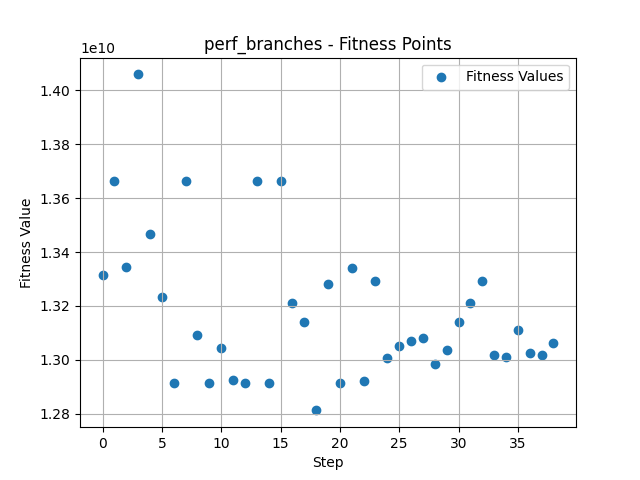 perf_branches - Fitness Points
1e10
Fitness Values
1.40
1.38
1.36
1.34
1.32
1.30
1.28
Fitness Value
0 5 10 15 20 25 30 35
Step